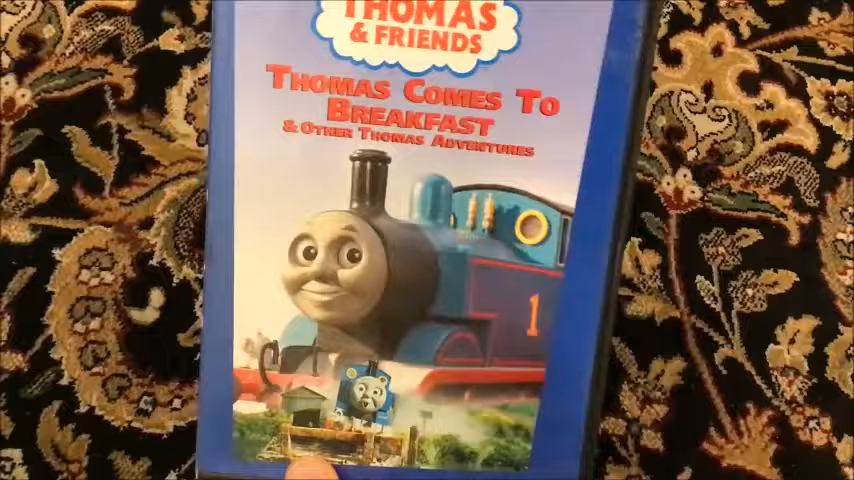 THOMAS
& FRIENDS
THOMAS COMES TO
BREAKFAST
& OTHER THOMAS ADVENTURES
1